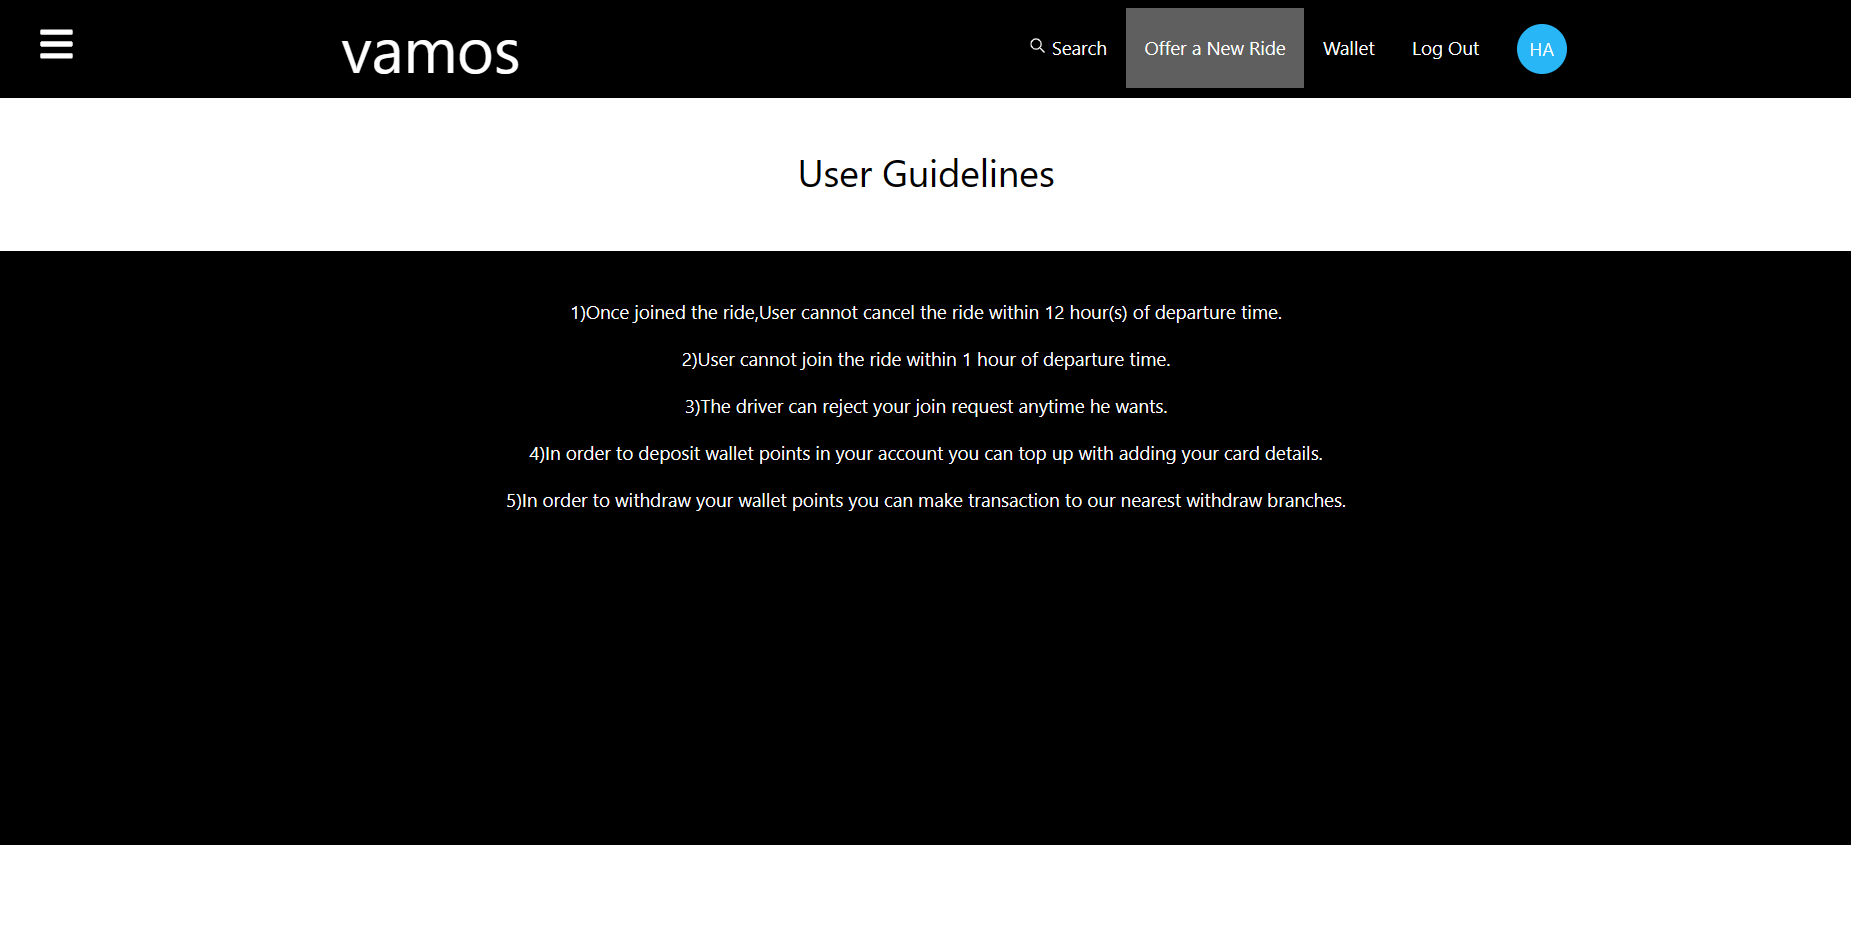 vamos
Search
Offer a New Ride
Wallet
Log Out
HA
User Guidelines
1)Once joined the ride,User cannot cancel the ride within 12 hour(s) of departure time.
2)User cannot join the ride within 1 hour of departure time.
3)The driver can reject your join request anytime he wants.
4)In order to deposit wallet points in your account you can top up with adding your card details.
5)In order to withdraw your wallet points you can make transaction to our nearest withdraw branches.